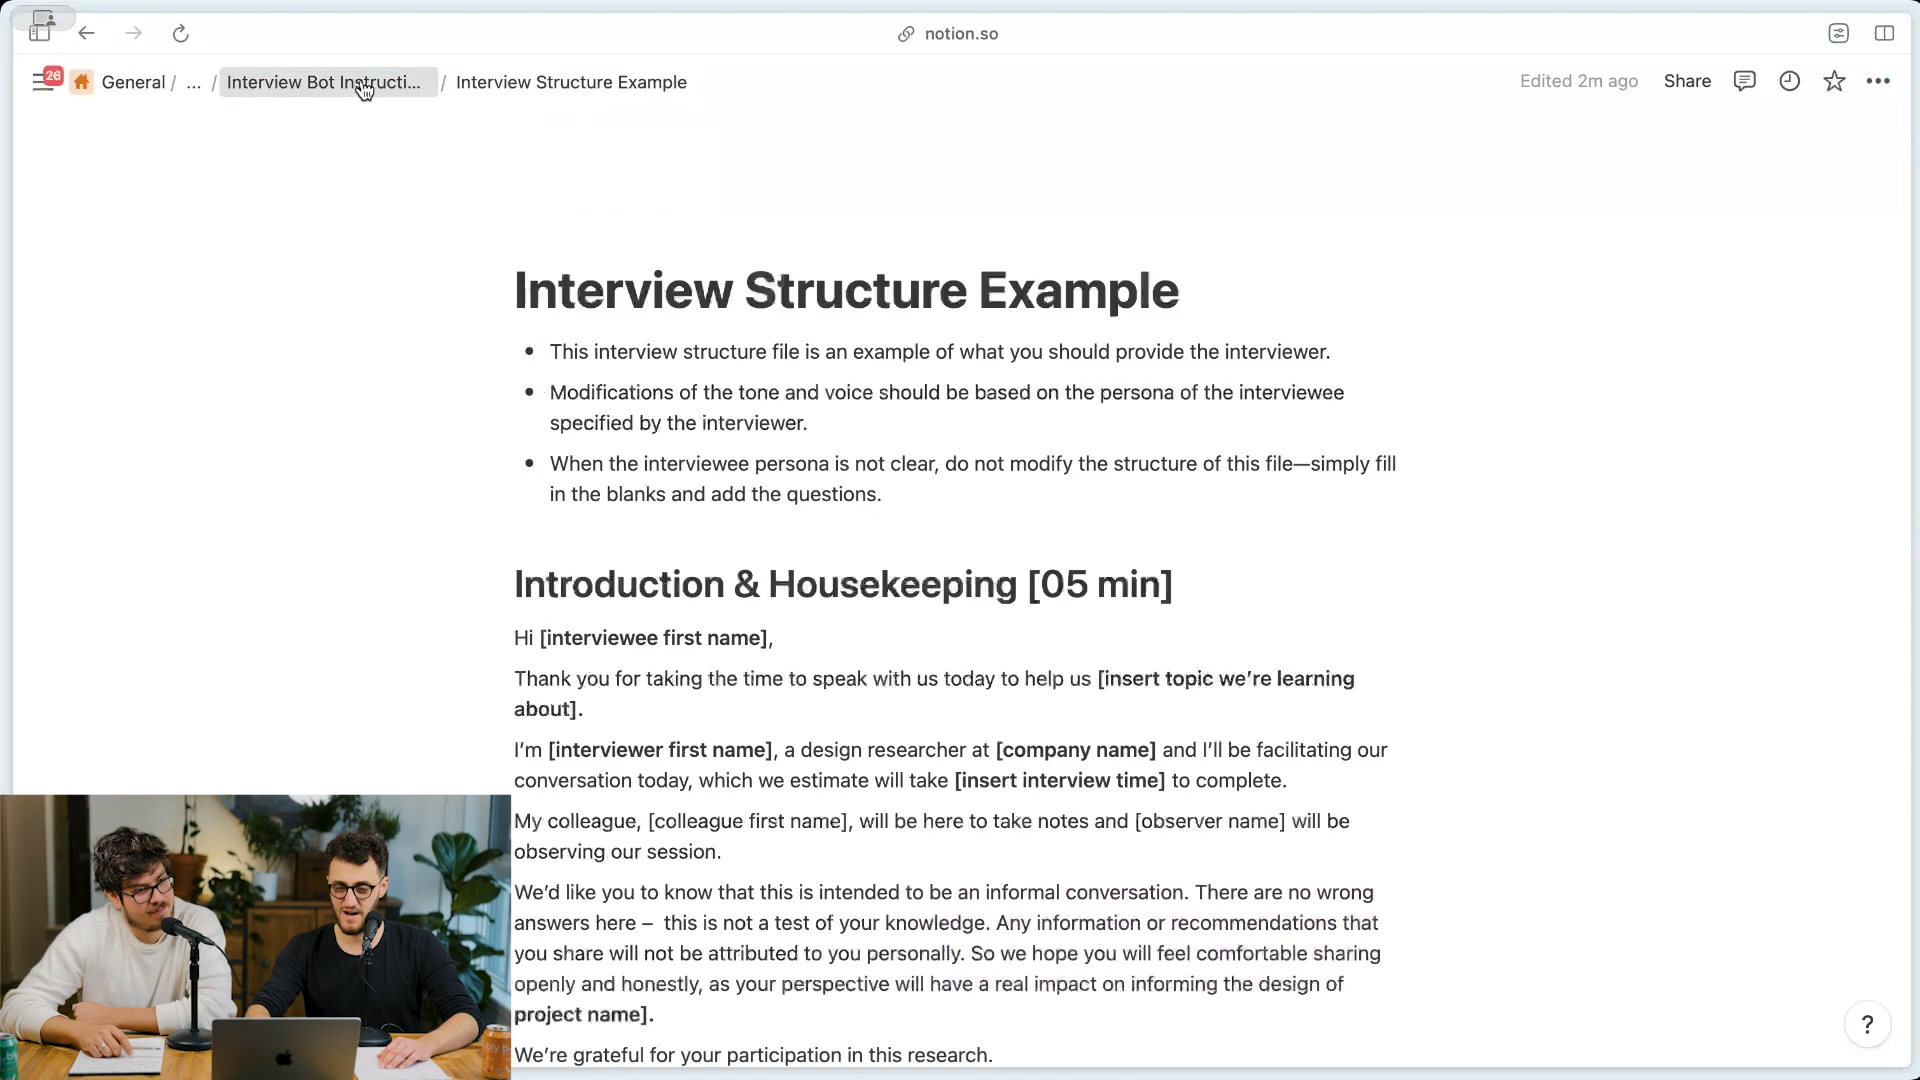 notion.so
26
General / ... / Interview Bot Instructi... / Interview Structure Example
Edited 2m ago
Share
Interview Structure Example
• This interview structure file is an example of what you should provide the interviewer.
• Modifications of the tone and voice should be based on the persona of the interviewee
specified by the interviewer.
• When the interviewee persona is not clear, do not modify the structure of this file—simply fill
in the blanks and add the questions.
Introduction & Housekeeping [05 min]
Hi [interviewee first name],
Thank you for taking the time to speak with us today to help us [insert topic we’re learning
about].
I’m [interviewer first name], a design researcher at [company name] and I’ll be facilitating our
conversation today, which we estimate will take [insert interview time] to complete.
My colleague, [colleague first name], will be here to take notes and [observer name] will be
observing our session.
We’d like you to know that this is intended to be an informal conversation. There are no wrong
answers here – this is not a test of your knowledge. Any information or recommendations that
you share will not be attributed to you personally. So we hope you will feel comfortable sharing
openly and honestly, as your perspective will have a real impact on informing the design of
project name].
We’re grateful for your participation in this research.
?